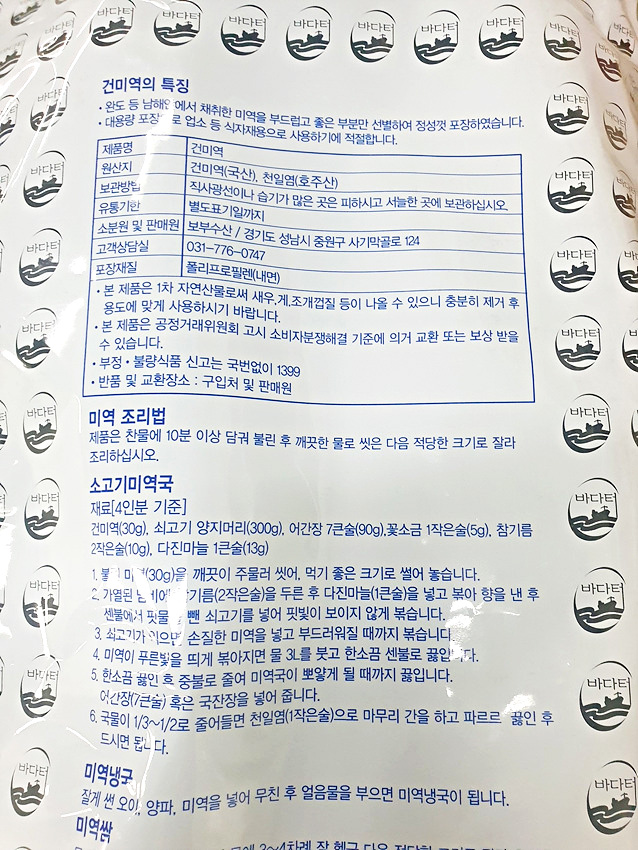 건미역의 특징
• 완도 등 남해안에서 채취한 미역을 부드럽고 좋은 부분만 선별하여 정성껏 포장하였습니다.
• 대용량 포장으로 업소 등 식자재용으로 사용하기에 적절합니다.
제품명 건미역
원산지 건미역(국산), 천일염(호주산)
보관방법 직사광선이나 습기가 많은 곳은 피하시고 서늘한 곳에 보관하십시오.
유통기한 별도표기일까지
소분원 및 판매원 보부수산 / 경기도 성남시 중원구 사기막골로 124
고객상담실 031-776-0747
포장재질 폴리프로필렌(내면)
• 본 제품은 1차 자연산물로써 새우,게,조개껍질 등이 나올 수 있으니 충분히 제거 후
용도에 맞게 사용하시기 바랍니다.
• 본 제품은 공정거래위원회 고시 소비자분쟁해결 기준에 의거 교환 또는 보상 받을
수 있습니다.
• 부정 • 불량식품 신고는 국번없이 1399
• 반품 및 교환장소 : 구입처 및 판매원
미역 조리법
제품은 찬물에 10분 이상 담궈 불린 후 깨끗한 물로 씻은 다음 적당한 크기로 잘라
조리하십시오.
소고기미역국
재료[4인분 기준]
건미역(30g), 쇠고기 양지머리(300g), 어간장 7큰술(90g),꽃소금 1작은술(5g), 참기름
2작은술(10g), 다진마늘 1큰술(13g)
1. 불린 미역(30g)을 깨끗이 주물러 씻어, 먹기 좋은 크기로 썰어 놓습니다.
2. 가열된 냄비에 참기름(2작은술)을 두른 후 다진마늘(1큰술)을 넣고 볶아 향을 낸 후
센불에서 핏물 뺀 쇠고기를 넣어 핏빛이 보이지 않게 볶습니다.
3. 쇠고기가 익으면 손질한 미역을 넣고 부드러워질 때까지 볶습니다.
4. 미역이 푸른빛을 띄게 볶아지면 물 3L를 붓고 한소끔 센불로 끓입니다.
5. 한소끔 끓인 후 중불로 줄여 미역국이 뽀얗게 될 때까지 끓입니다.
어간장(7큰술) 혹은 국잔장을 넣어 줍니다.
6. 국물이 1/3~1/2로 줄어들면 천일염(1작은술)으로 마무리 간을 하고 파르르 끓인 후
드시면 됩니다.
미역냉국
잘게 썬 오이, 양파, 미역을 넣어 무친 후 얼음물을 부으면 미역냉국이 됩니다.
미역쌈
3~4차례 잘 헹군 다음 적당한
바다터